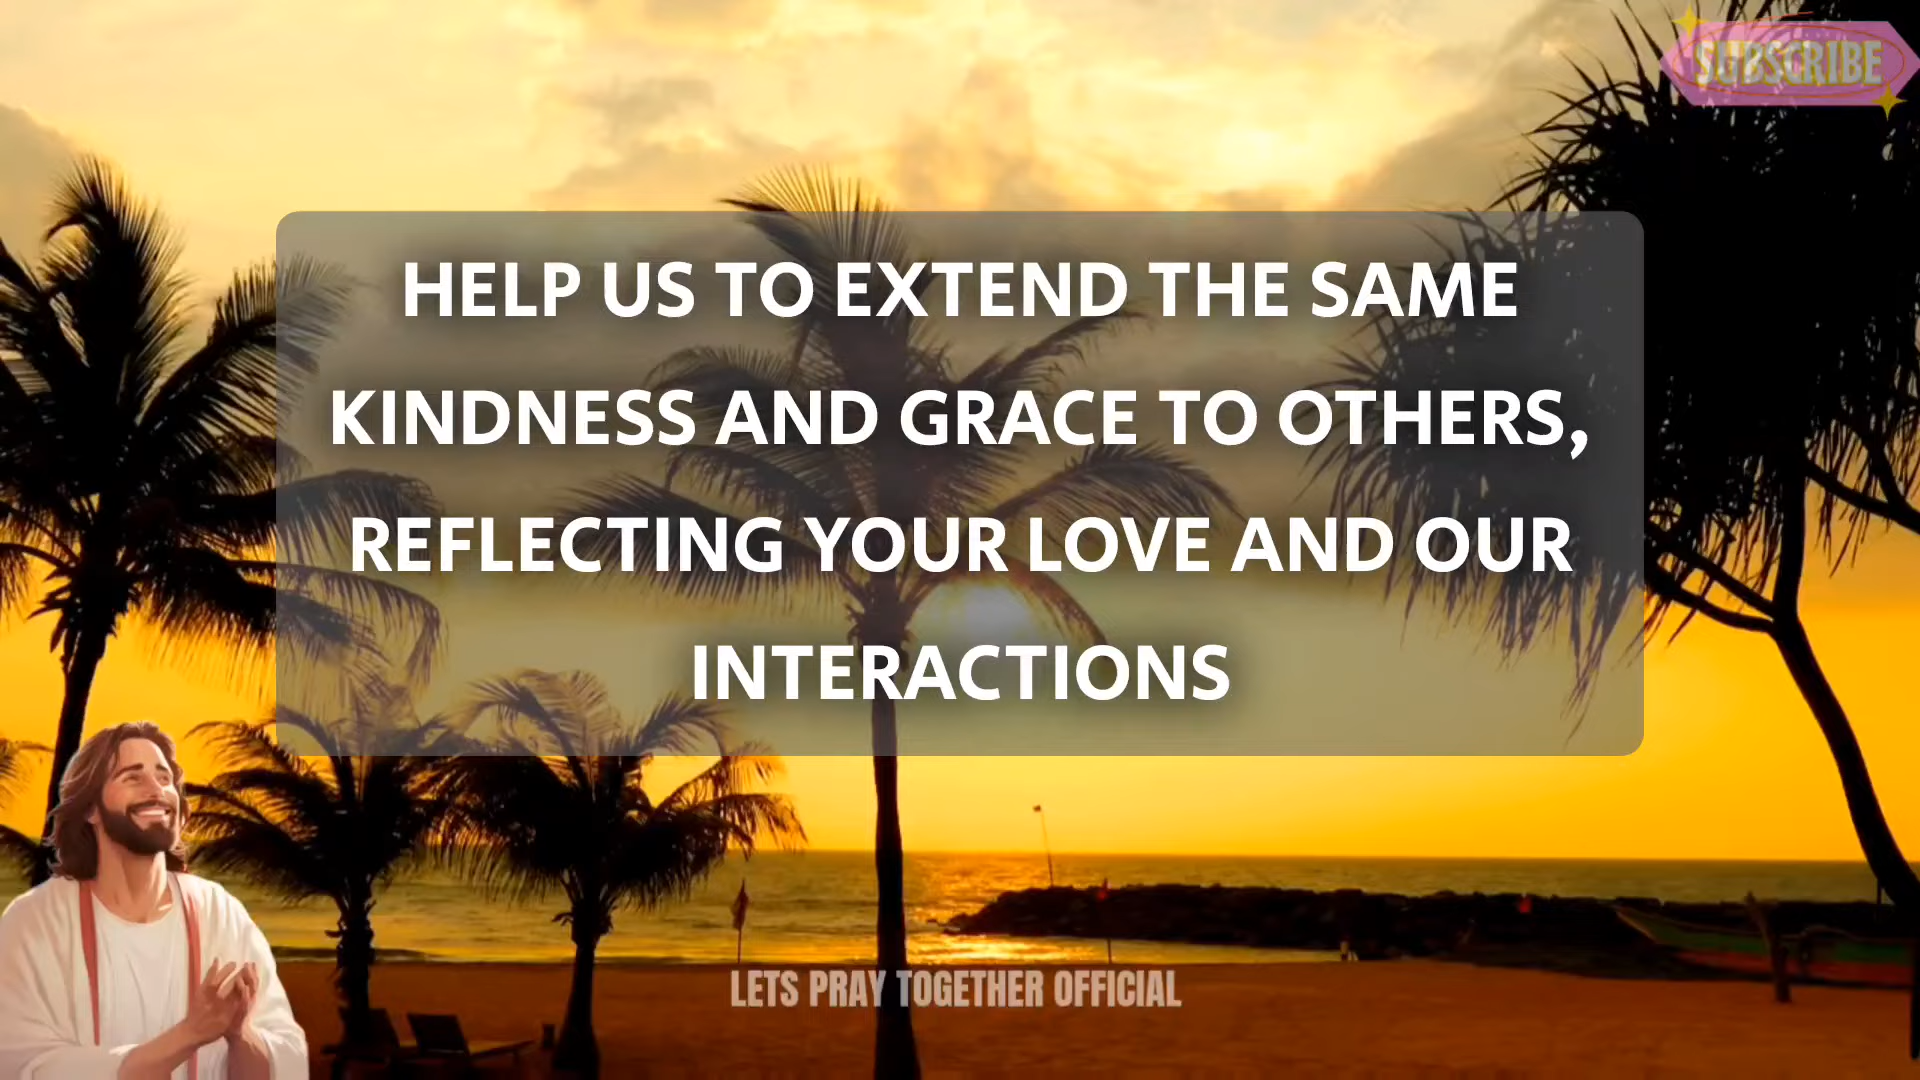 SUBSCRIBE
HELP US TO EXTEND THE SAME
KINDNESS AND GRACE TO OTHERS,
REFLECTING YOUR LOVE AND OUR
INTERACTIONS
LETS PRAY TOGETHER OFFICIAL